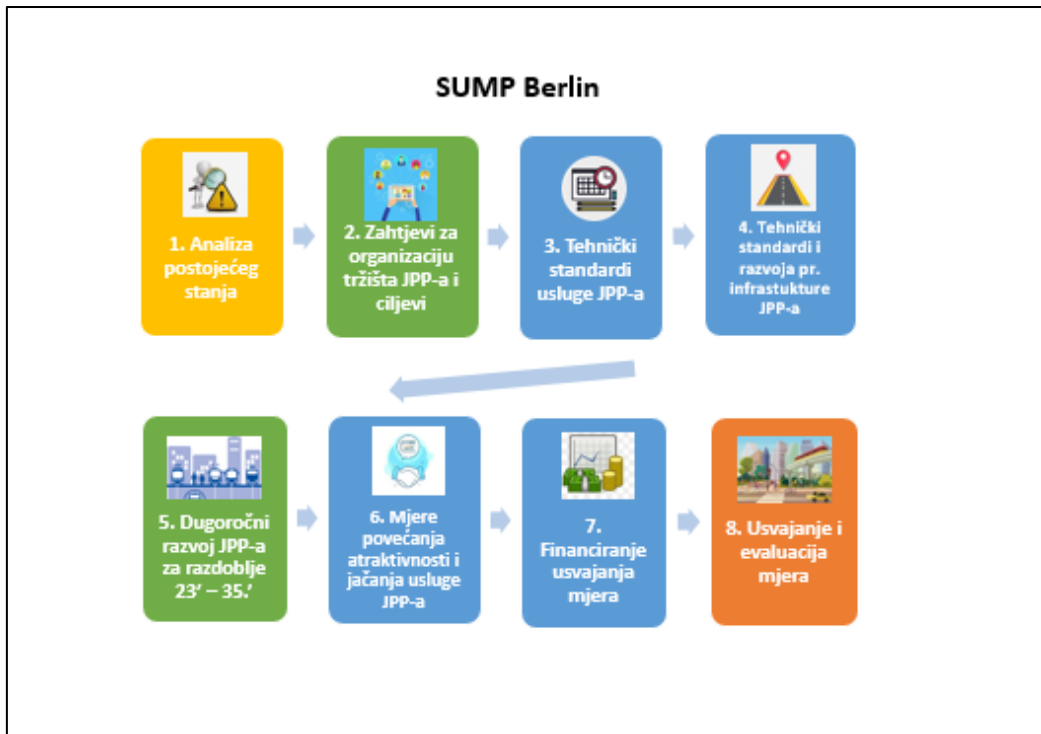 SUMP Berlin
1. Analiza
postojećeg
stanja
2. Zahtjevi za
organizaciju
tržišta JPP-a i
ciljevi
3. Tehnički
standardi
usluge JPP-a
4. Tehnički
standardi i
razvoja pr.
infrastukture
JPP-a
5. Dugoročni
razvoj JPP-a
za razdoblje
23’ – 35.’
6. Mjere
povećanja
atraktivnosti i
jačanja usluge
JPP-a
7.
Financiranje
usvajanja
mjera
8. Usvajanje i
evaluacija
mjera